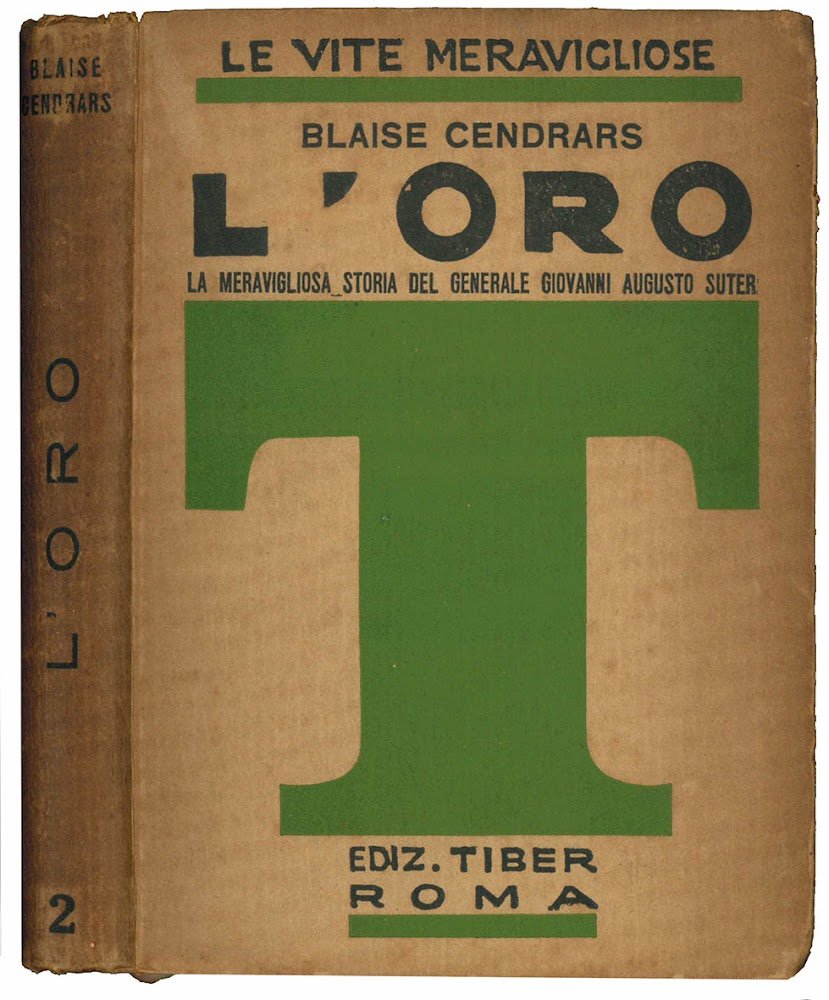 BLAISE
CENDRARS
L'ORO
2
LE VITE MERAVIGLIOSE
BLAISE CENDRARS
L'ORO
LA MERAVIGLIOSA STORIA DEL GENERALE GIOVANNI AUGUSTO SUTER
T
EDIZ. TIBER
ROMA